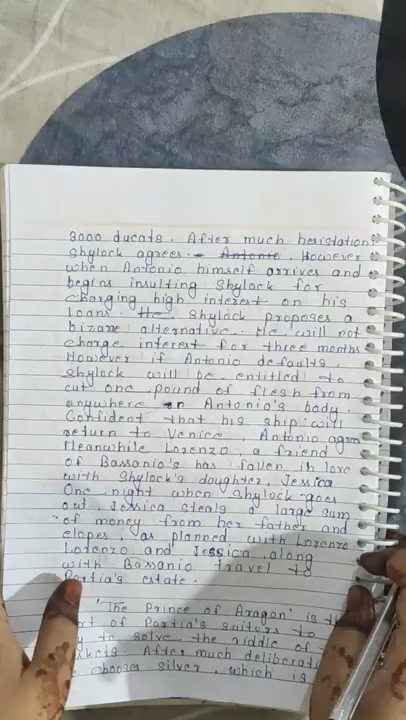 3000 ducats. After much hesistation,
Shylock agrees. Antonio. However
when Antonio himself arrives and
begins insulting Shylock for
charging high interest on his
loans. He Shylock proposes a
bizarre alternative. He will not
charge interest for three months
However if Antonio defaults,
Shylock will be entitled to
cut one pound of flesh from
anywhere on Antonio's body.
Confident that his ship will
return to Venice, Antonio
Meanwhile Lorenzo, a friend
of Bassanio's has fallen in love
with Shylock's daughter, Jessica
One night when Shylock goes
out, Jessica steals a large sum
of money from her father and
elopes, as planned, with Lorenzo
Lorenzo and Jessica along
with Bassanio travel to
Portia's estate.
'The Prince of Aragon' is
of Portia's suitors to
to solve the riddle of
After much
choose silver, which is